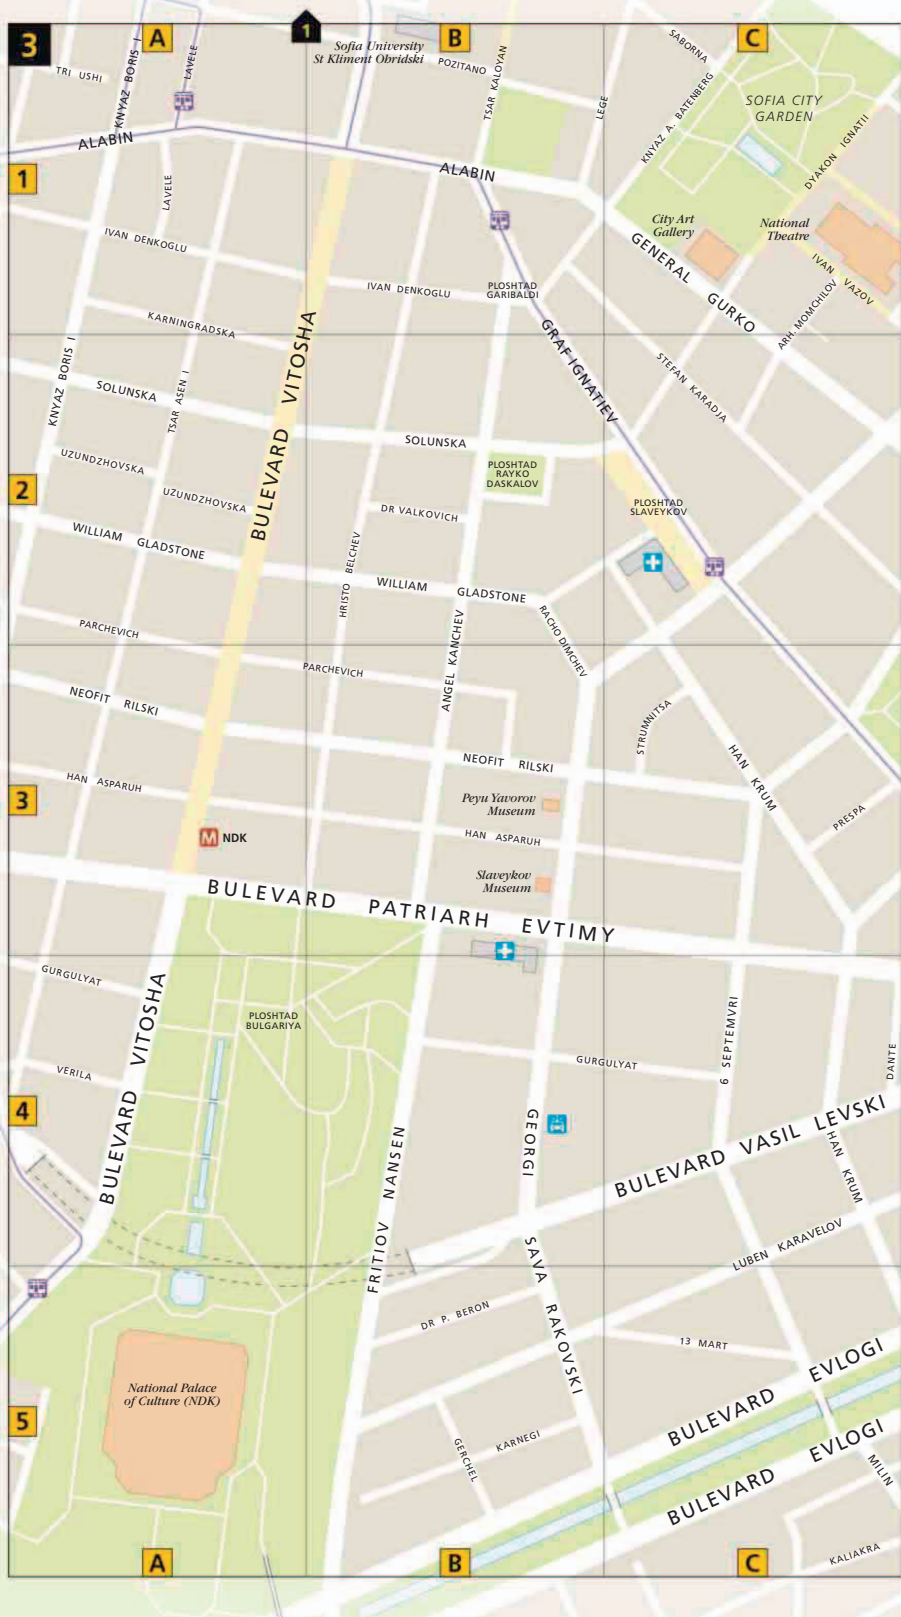 3
A
1
B
C
Sofia University
St Kliment Obridski
TRI USHI
KNYAZ BORIS I
LAVELE
POZITANO
TSAR KALOYAN
LEGE
SABORNA
KNYAZ A. BATENBERG
SOFIA CITY
GARDEN
DYAKON IGNATII
ALABIN
ALABIN
1
LAVELE
City Art
Gallery
National
Theatre
IVAN DENKOGLU
IVAN DENKOGLU
PLOSHTAD
GARIBALDI
GENERAL GURKO
IVAN VAZOV
ARH. MOMCHILOV
KARNINGRADSKA
KNYAZ BORIS I
BULEVARD VITOSHA
GRAF IGNATIEV
STEFAN KARADJA
SOLUNSKA
TSAR ASEN I
SOLUNSKA
UZUNDZHOVSKA
UZUNDZHOVSKA
PLOSHTAD
RAYKO
DASKALOV
2
DR VALKOVICH
PLOSHTAD
SLAVEYKOV
WILLIAM GLADSTONE
HRISTO BELCHEV
WILLIAM GLADSTONE
RACHO DIMCHEV
PARCHEVICH
PARCHEVICH
ANGEL KANCHEV
NEOFIT RILSKI
STRUMNITSA
NEOFIT RILSKI
HAN KRUM
HAN ASPARUH
3
Peyu Yavorov
Museum
PRESPA
M
NDK
HAN ASPARUH
Slaveykov
Museum
BULEVARD PATRIARH EVTIMY
GURGULYAT
BULEVARD VITOSHA
PLOSHTAD
BULGARIYA
6 SEPTEMVRI
DANTE
VERILA
GURGULYAT
4
GEORGI
BULEVARD VASIL LEVSKI
HAN KRUM
FRITIOV NANSEN
SAVA RAKOVSKI
LUBEN KARAVELOV
DR P. BERON
13 MART
National Palace
of Culture (NDK)
BULEVARD EVLOGI
5
GERCHEL
KARNEGI
BULEVARD EVLOGI
MILIN
KALIAKRA
A
B
C